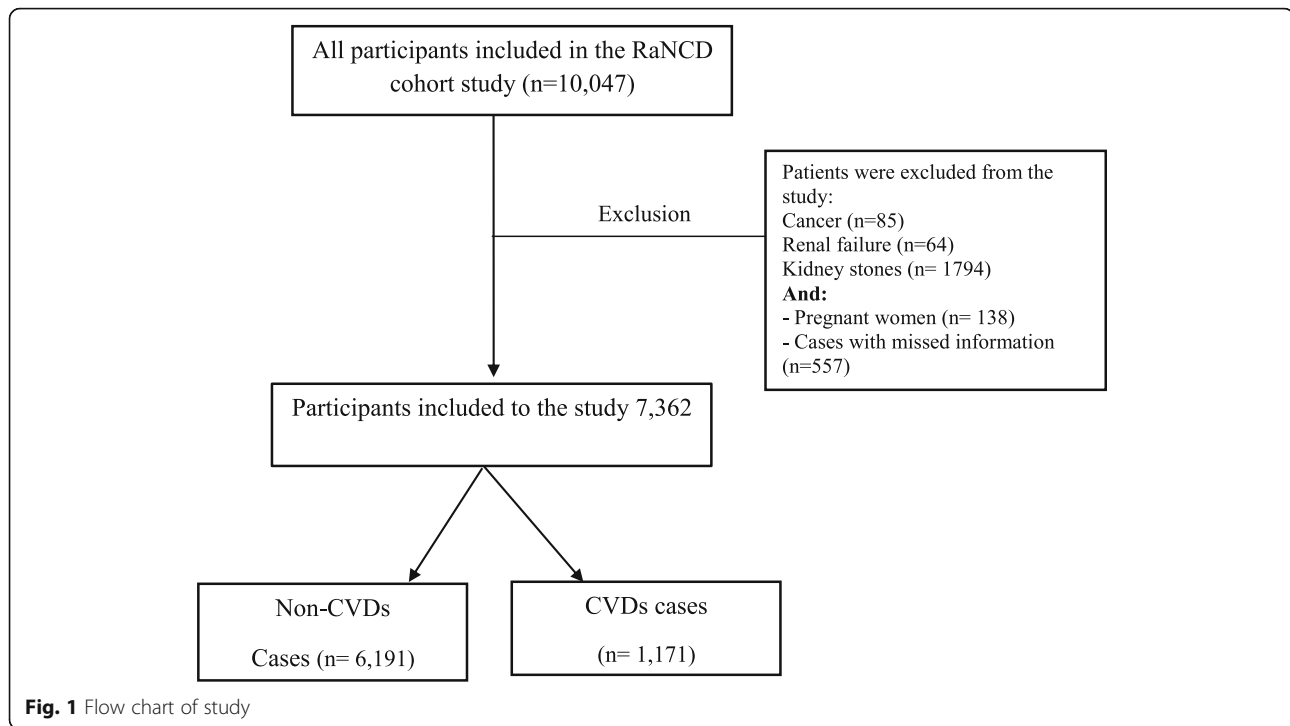 All participants included in the RaNCD
cohort study (n=10,047)
Exclusion
Patients were excluded from the
study:
Cancer (n=85)
Renal failure (n=64)
Kidney stones (n= 1794)
And:
- Pregnant women (n= 138)
- Cases with missed information
(n=557)
Participants included to the study 7,362
Non-CVDs
Cases (n= 6,191)
CVDs cases
(n= 1,171)
Fig. 1 Flow chart of study